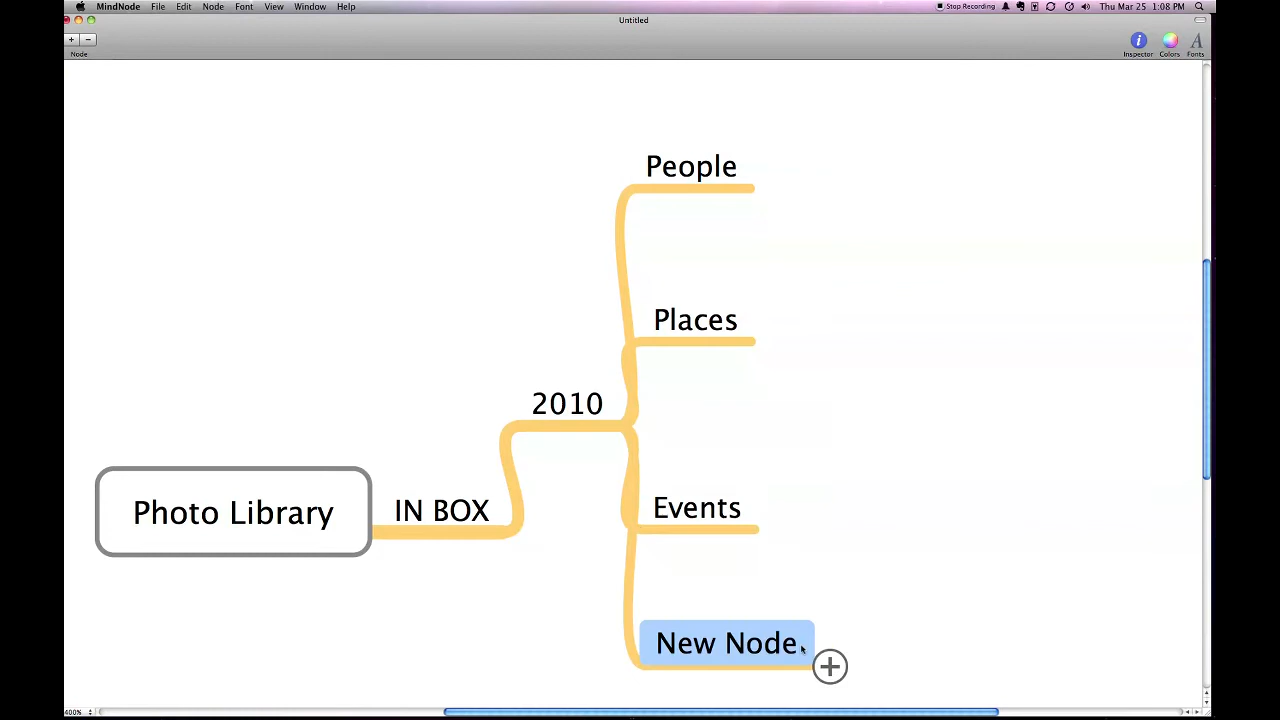 MindNode File Edit Node Font View Window Help
Stop Recording Thu Mar 25 1:08 PM
Untitled
+ −
Node
Inspector Colors Fonts
People
Places
2010
Events
IN BOX
Photo Library
New Node
400%